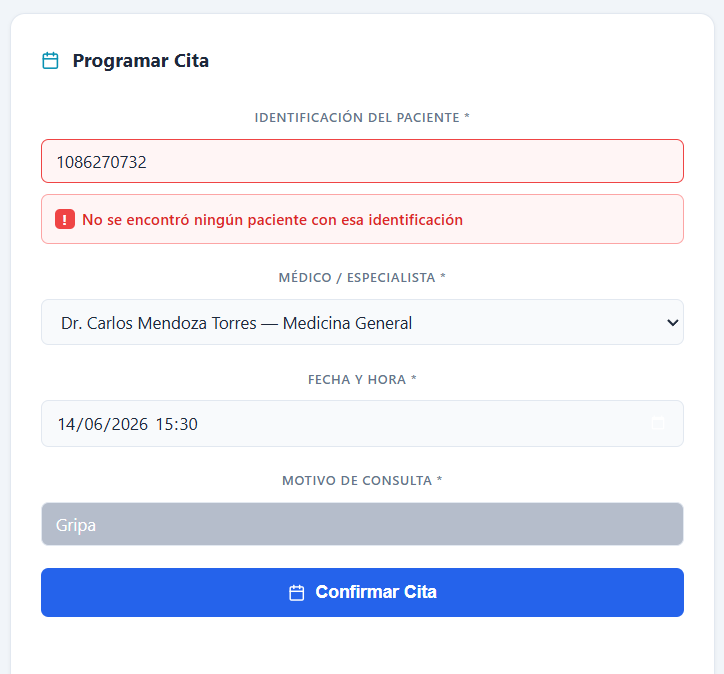 Programar Cita
IDENTIFICACIÓN DEL PACIENTE *
1086270732
! No se encontró ningún paciente con esa identificación
MÉDICO / ESPECIALISTA *
Dr. Carlos Mendoza Torres — Medicina General
FECHA Y HORA *
14/06/2026 15:30
MOTIVO DE CONSULTA *
Gripa
Confirmar Cita